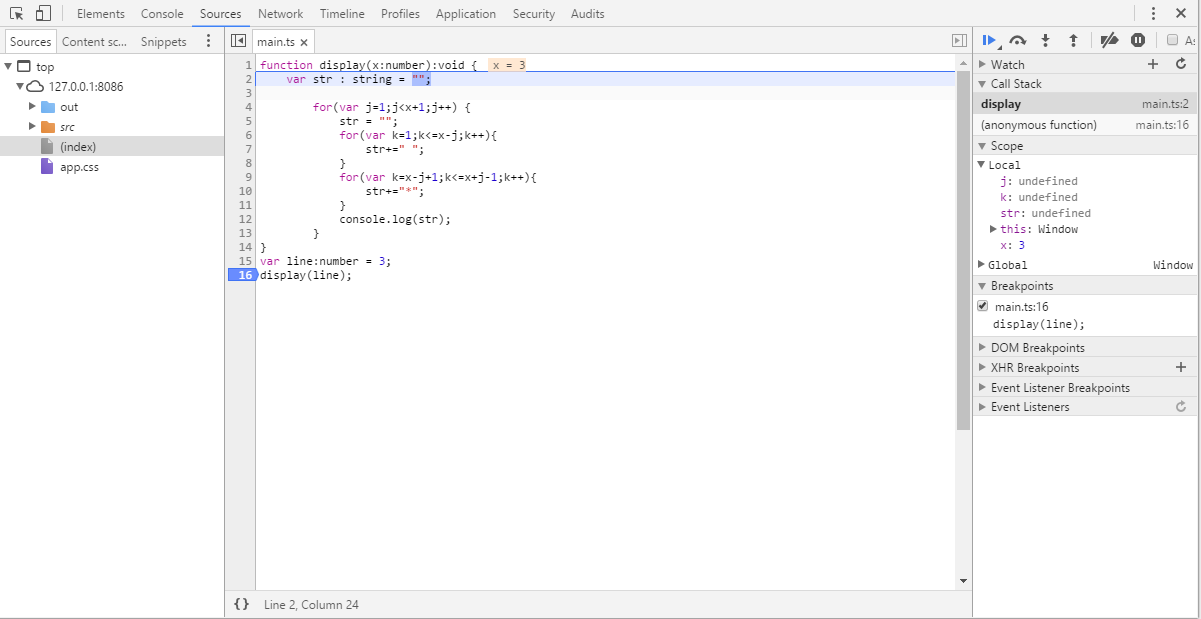 Elements Console Sources Network Timeline Profiles Application Security Audits
Sources Content sc... Snippets
main.ts
top
127.0.0.1:8086
out
src
(index)
app.css
1 function display(x:number):void { x = 3
2 var str : string = "";
3
4 for(var j=1;j<x+1;j++) {
5 str = "";
6 for(var k=1;k<=x-j;k++){
7 str+=" ";
8 }
9 for(var k=x-j+1;k<=x+j-1;k++){
10 str+="*";
11 }
12 console.log(str);
13 }
14 }
15 var line:number = 3;
16 display(line);
{} Line 2, Column 24
As
Watch
Call Stack
display main.ts:2
(anonymous function) main.ts:16
Scope
Local
j: undefined
k: undefined
str: undefined
this: Window
x: 3
Global Window
Breakpoints
main.ts:16
display(line);
DOM Breakpoints
XHR Breakpoints
Event Listener Breakpoints
Event Listeners